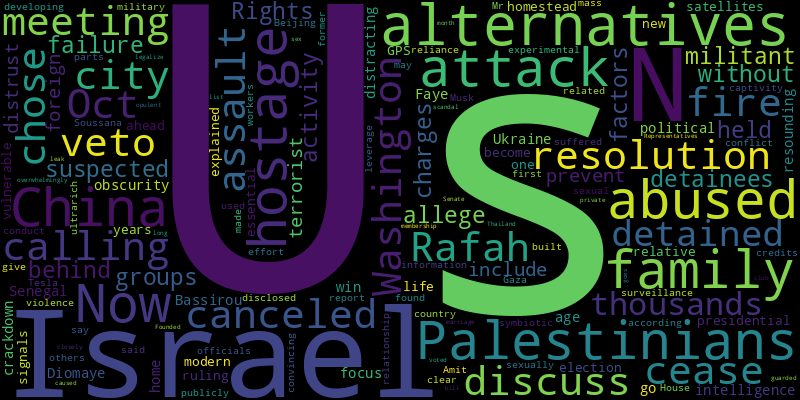 developing
military
meeting
failure
Rights
Beijing
Mr
homestead
mass
satellites
alternatives
former
GPS
reliance
experimental
new
militant
without
chose
foreign
city
parts
sex
assault
hostage
activity
distracting
attack
factors
N
U
S
may
related
captivity
distrust
Oct
legalize
month
opulent
list
workers
Washington
Faye
Musk
fire
Soussana
ahead
explained
charges
scandal
political
held
Representatives
resounding
veto
terrorist
leverage
Ukraine
suffered
become
one
first
resolution
conflict
vulnerable
leak
overwhelmingly
suspected
essential
used
made
prevent
detainees
sexual
private
China
obscurity
ultrarich
years
conduct
long
allege
Senate
membership
Thailand
abused
calling
effort
Rafah
built
information
Gaza
include
relative
detained
give
behind
groups
Tesla
Senegal
violence
Founded
Now
Bassirou
disclosed
win
report
canceled
life
found
country
family
credits
surveillance
thousands
age
symbiotic
according
presidential
crackdown
signals
say
others
said
Diomaye
closely
caused
home
officials
modern
ruling
publicly
convincing
focus
relationship
marriage
voted
Israel
Palestinians
cease
Amit
clear
sexually
discuss
election
go
House
bill
guarded
intelligence